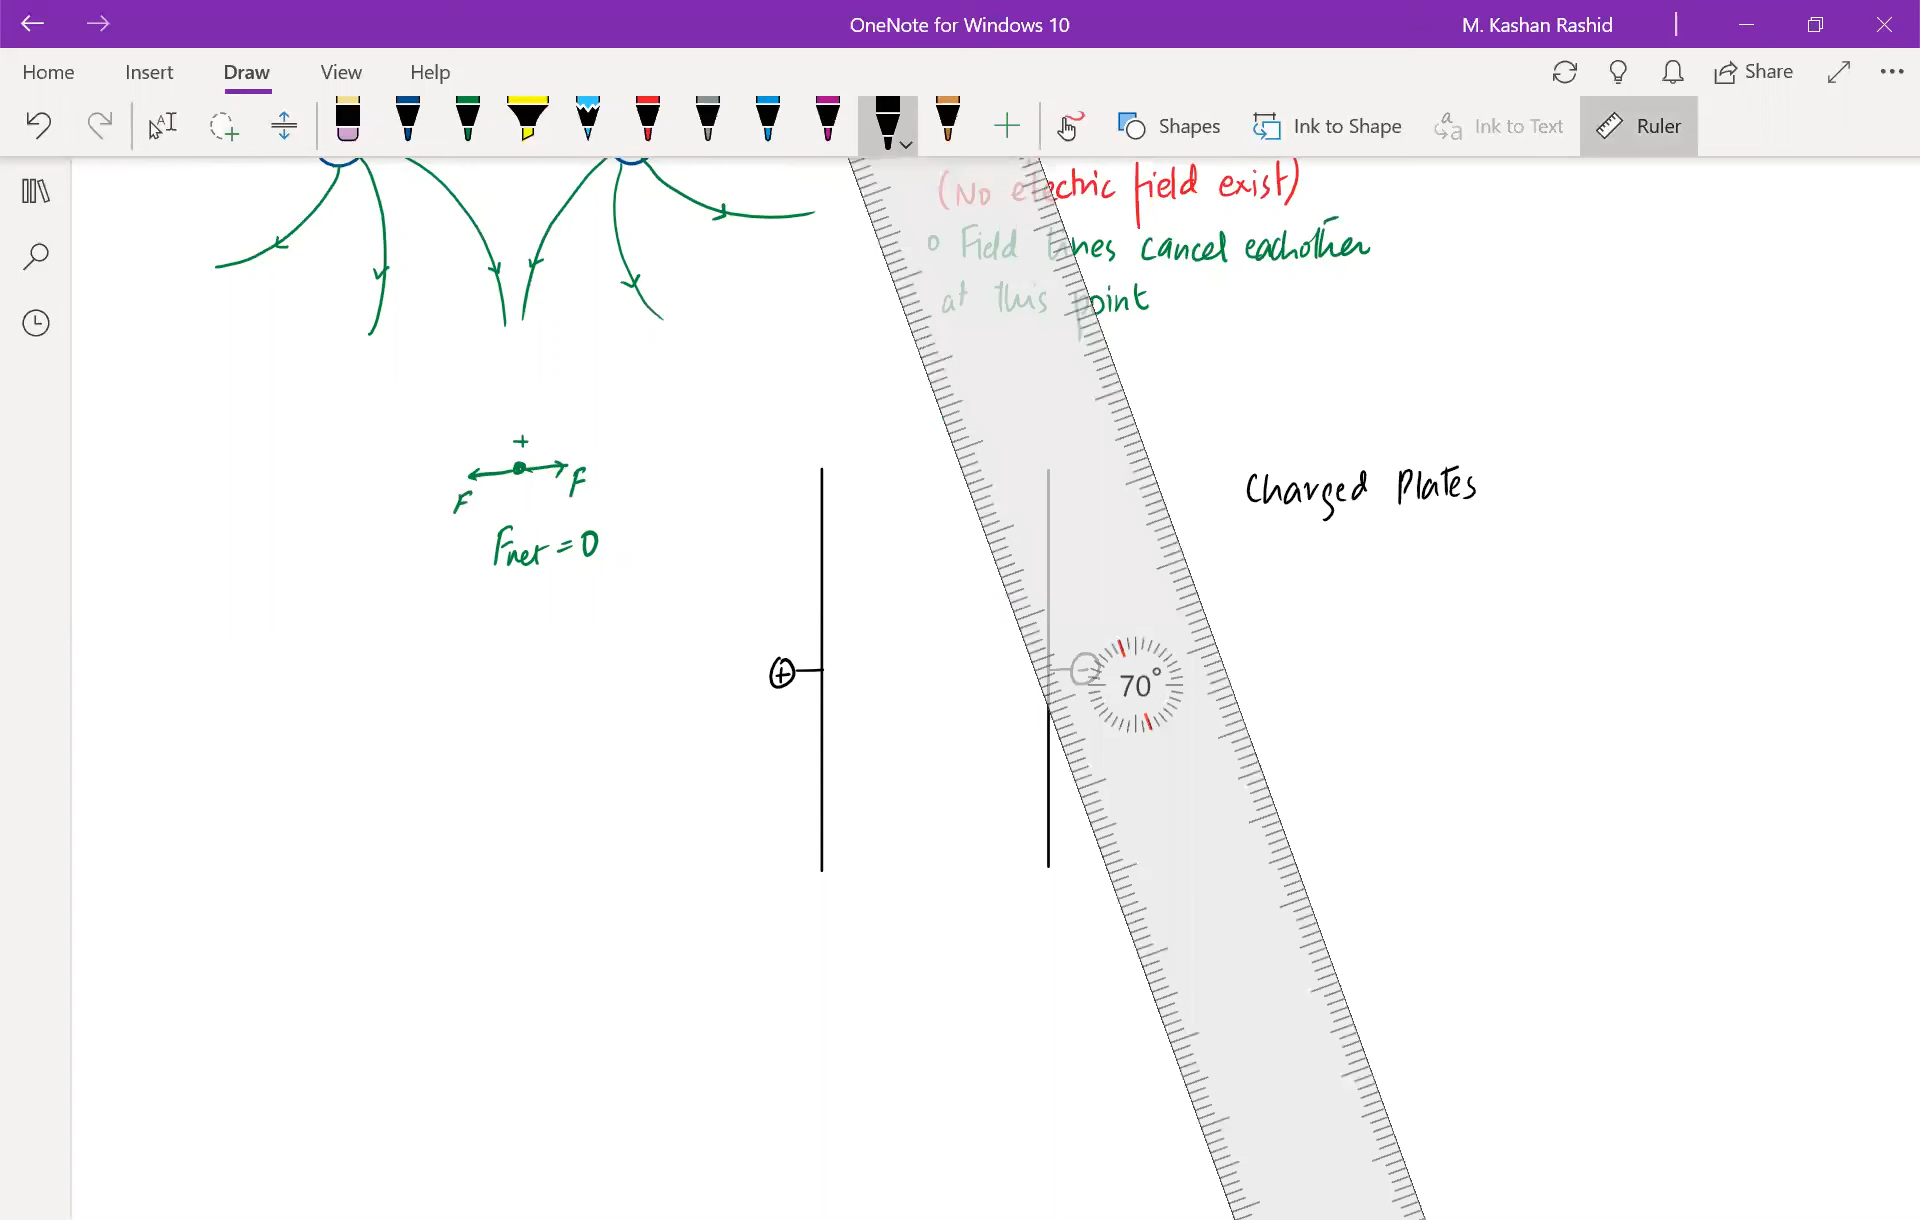 OneNote for Windows 10
M. Kashan Rashid
Home Insert Draw View Help
Share
Shapes Ink to Shape Ink to Text Ruler
(No electric field exist)
o Field lines cancel eachother
at this point
+
F F
Fnet = 0
Charged Plates
+
-
70°